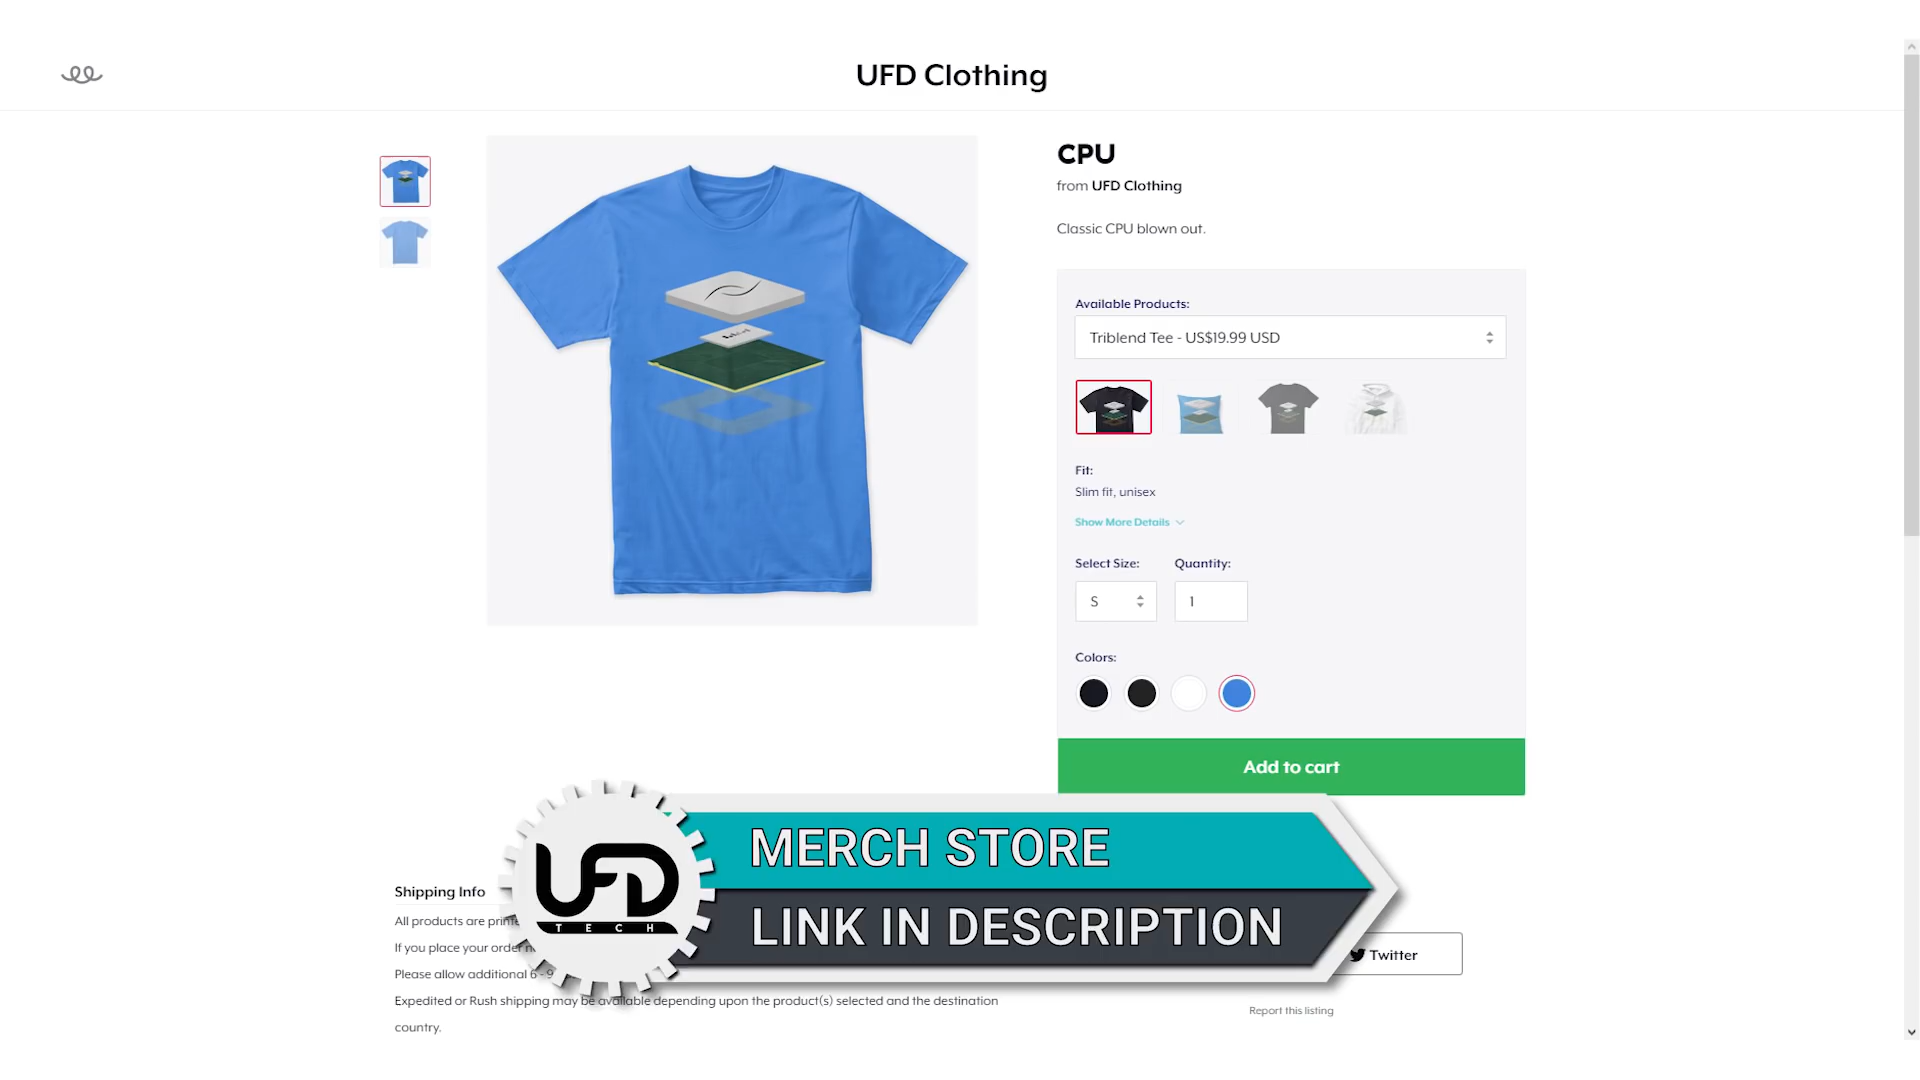 UFD Clothing
CPU
from UFD Clothing
Classic CPU blown out.
Available Products:
Triblend Tee - US$19.99 USD
Fit:
Slim fit, unisex
Show More Details
Select Size:
Quantity:
S
1
Colors:
Add to cart
MERCH STORE
LINK IN DESCRIPTION
UFD
TECH
Shipping Info
All products are
If you place your order
Please allow additional 6 - 9
Expedited or Rush shipping may be available depending upon the product(s) selected and the destination
country.
Twitter
Report this listing